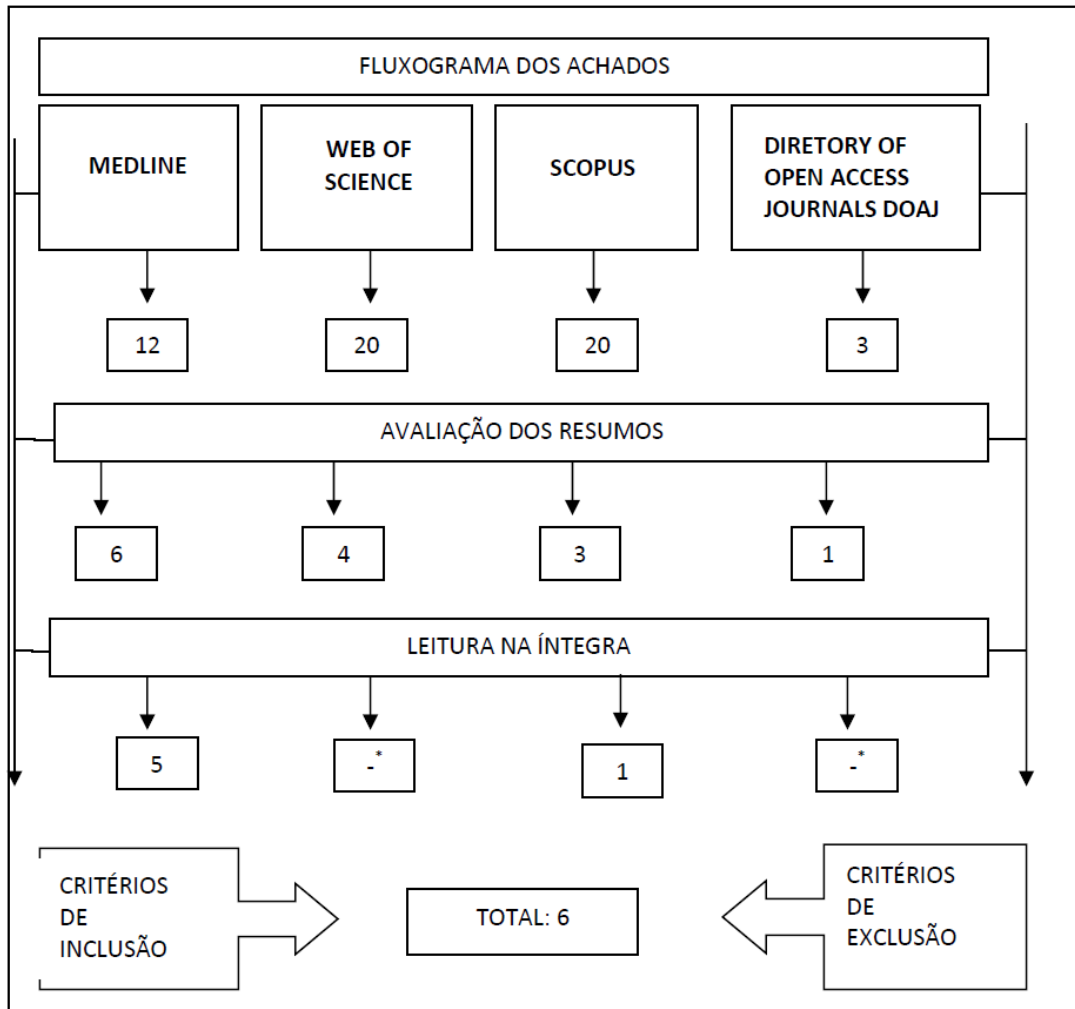 FLUXOGRAMA DOS ACHADOS
MEDLINE
WEB OF
SCIENCE
SCOPUS
DIRETORY OF
OPEN ACCESS
JOURNALS DOAJ
12
20
20
3
AVALIAÇÃO DOS RESUMOS
6
4
3
1
LEITURA NA ÍNTEGRA
5
-*
1
-*
CRITÉRIOS
DE
INCLUSÃO
TOTAL: 6
CRITÉRIOS
DE
EXCLUSÃO